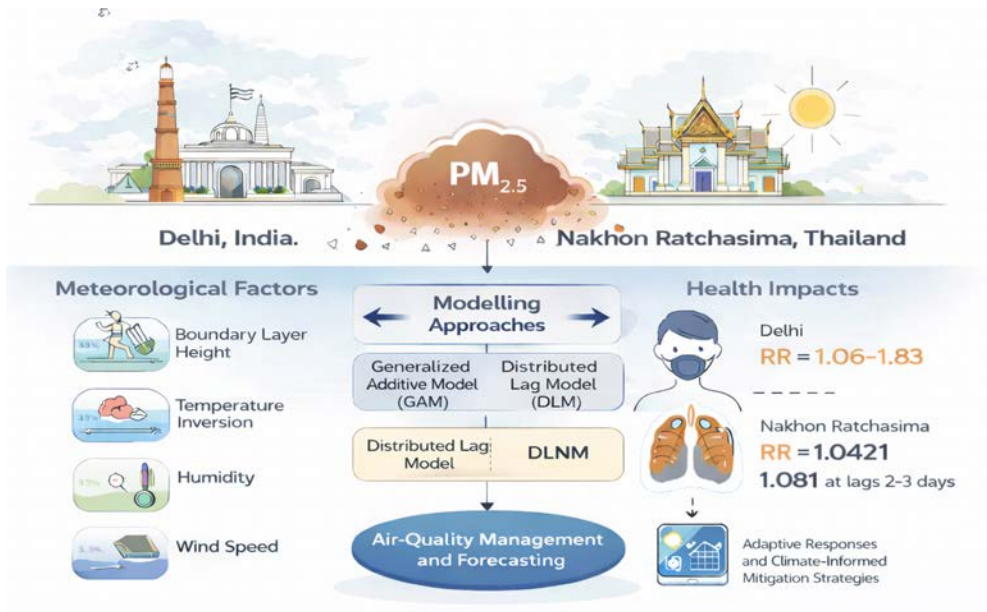 PM2.5
Delhi, India.
Nakhon Ratchasima, Thailand
Meteorological Factors
Boundary Layer
Height
Temperature
Inversion
Humidity
Wind Speed
Modelling
Approaches
Generalized
Additive Model
(GAM)
Distributed
Lag Model
(DLM)
Distributed Lag
Model
DLNM
Air-Quality Management
and Forecasting
Health Impacts
Delhi
RR = 1.06–1.83
Nakhon Ratchasima
RR = 1.0421
1.081 at lags 2-3 days
Adaptive Responses
and Climate-Informed
Mitigation Strategies